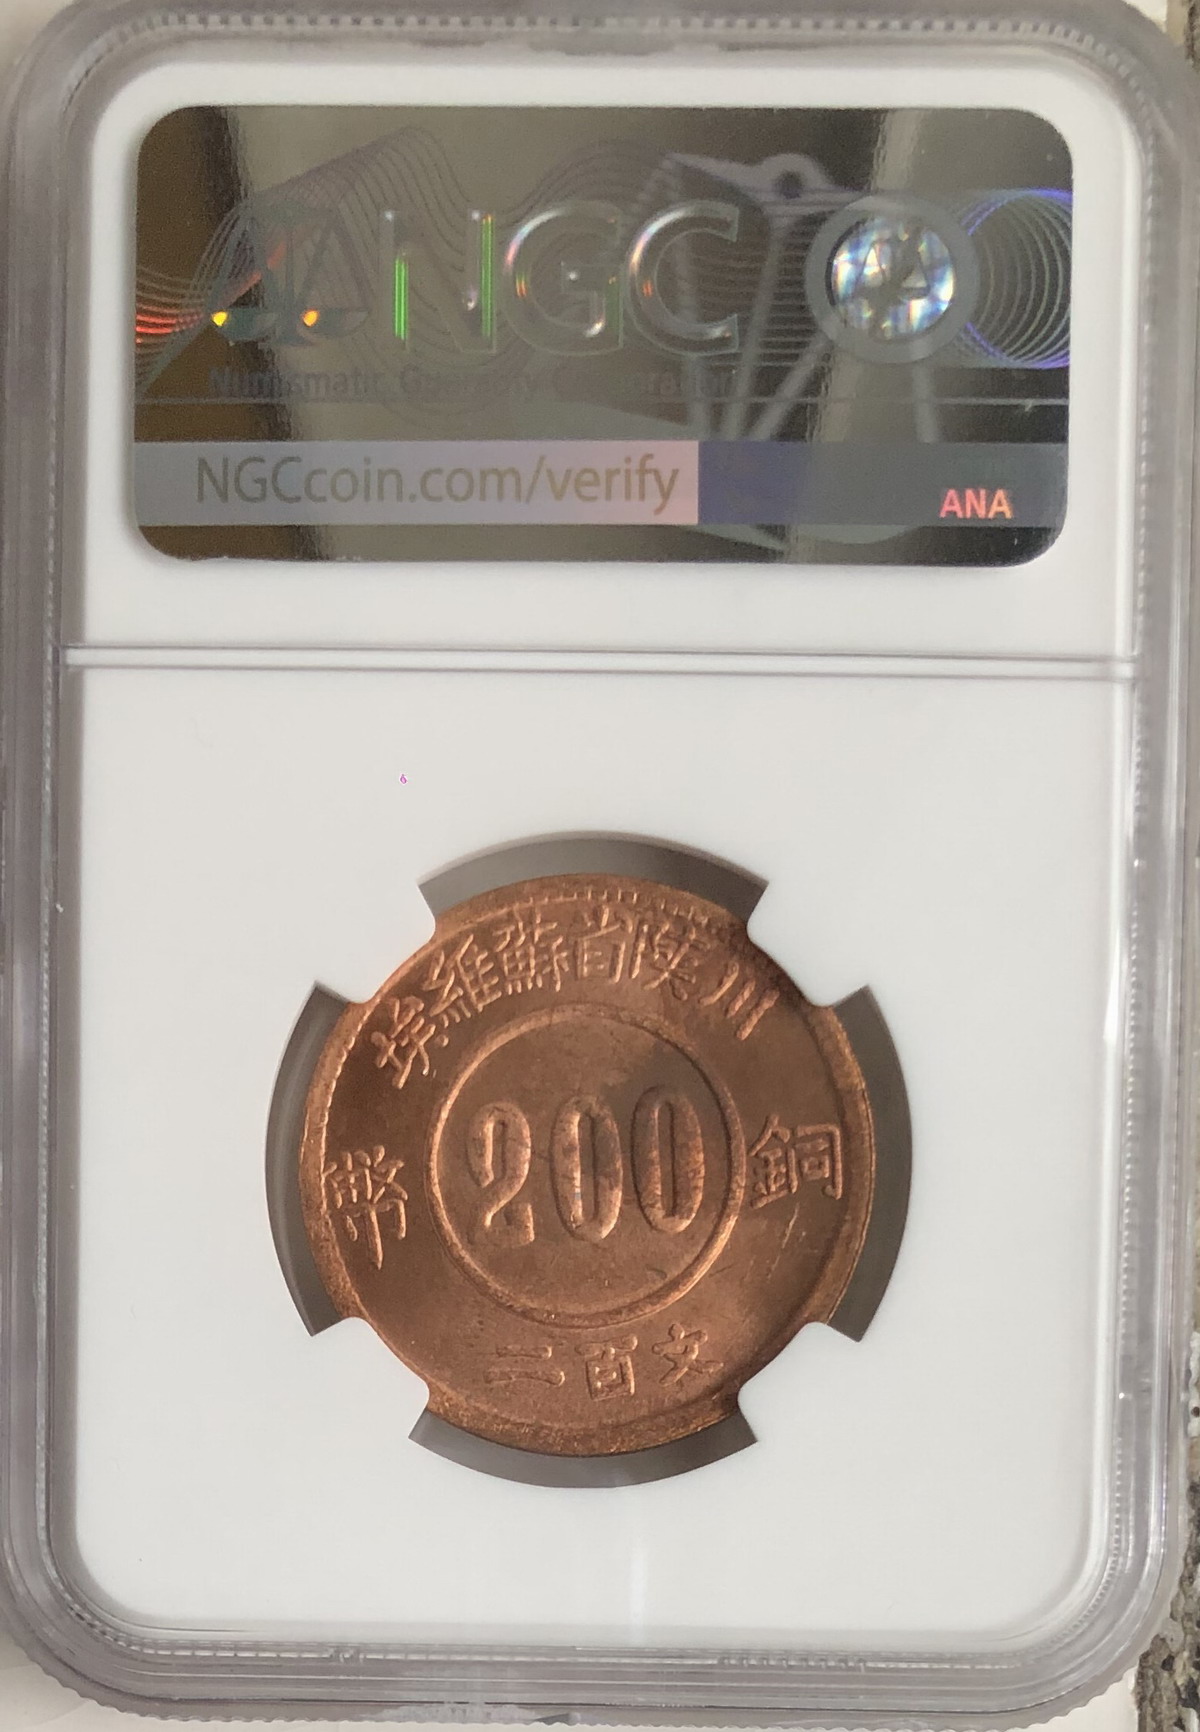 NGC
Numismatic Guaranty Corporation
NGCcoin.com/verify
ANA
6
川陝省蘇維埃
200
銅幣
二百文